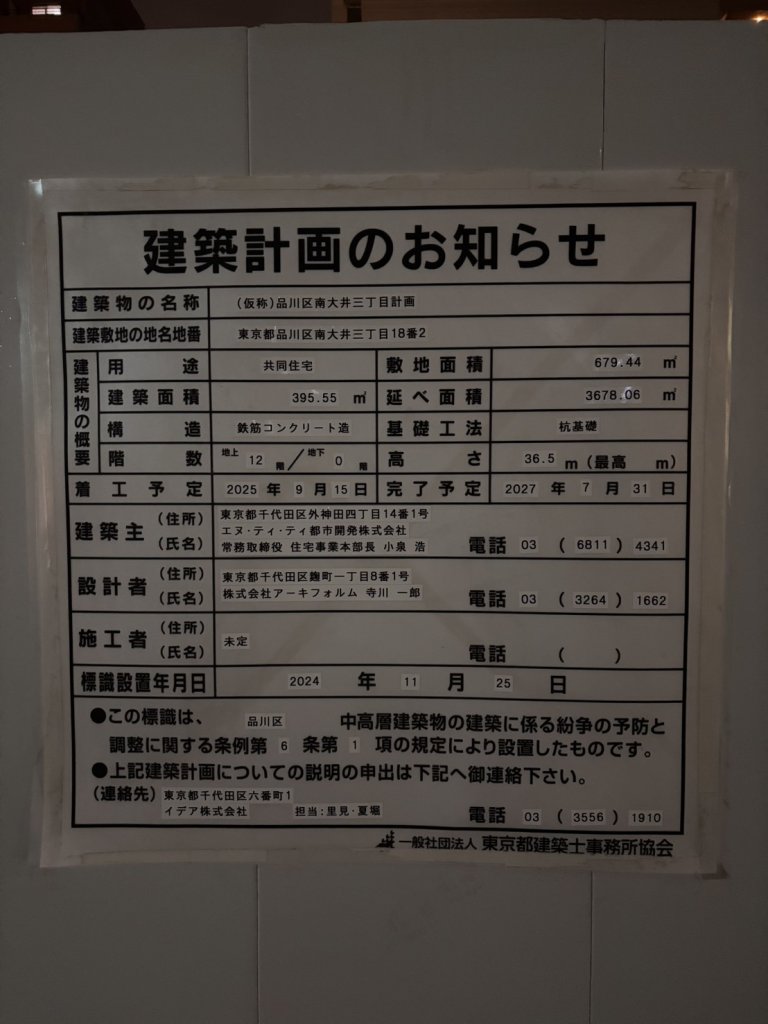 建築計画のお知らせ
建築物の名称 (仮称)品川区南大井三丁目計画
建築敷地の地名地番 東京都品川区南大井三丁目18番2
建築物の概要
用途 共同住宅 敷地面積 679.44 ㎡
建築面積 395.55 ㎡ 延べ面積 3678.06 ㎡
構造 鉄筋コンクリート造 基礎工法 杭基礎
階数 地上 12 階/地下 0 階 高さ 36.5 m (最高 m)
着工予定 2025 年 9 月 15 日 完了予定 2027 年 7 月 31 日
建築主 (住所) 東京都千代田区外神田四丁目14番1号
エヌ・ティ・ティ都市開発株式会社
(氏名) 常務取締役 住宅事業本部長 小泉 浩 電話 03 ( 6811 ) 4341
設計者 (住所) 東京都千代田区麹町一丁目8番1号
(氏名) 株式会社アーキフォルム 寺川 一郎 電話 03 ( 3264 ) 1662
施工者 (住所) 未定
(氏名) 電話 ( )
標識設置年月日 2024 年 11 月 25 日
●この標識は、 品川区 中高層建築物の建築に係る紛争の予防と
調整に関する条例第 6 条第 1 項の規定により設置したものです。
●上記建築計画についての説明の申出は下記へ御連絡下さい。
(連絡先) 東京都千代田区六番町1
イデア株式会社 担当:里見・夏堀 電話 03 ( 3556 ) 1910
一般社団法人 東京都建築士事務所協会